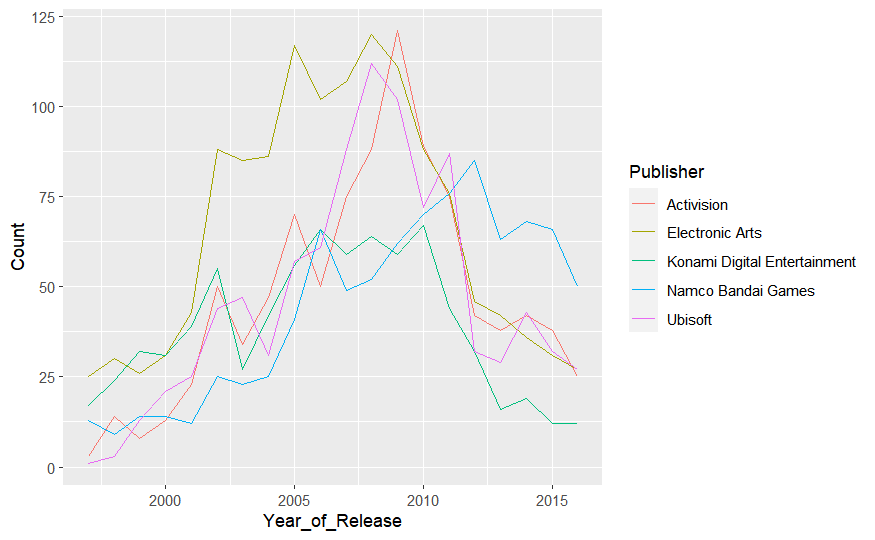 125
100
75
50
25
0
Count
2000 2005 2010 2015
Year_of_Release
Publisher
Activision
Electronic Arts
Konami Digital Entertainment
Namco Bandai Games
Ubisoft